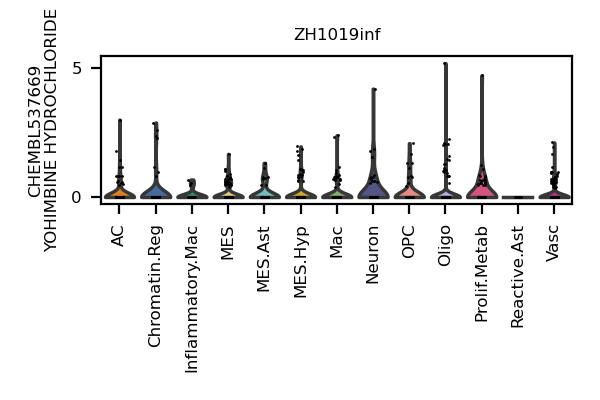 ZH1019inf
CHEMBL537669
YOHIMBINE HYDROCHLORIDE
5
0
AC
Chromatin.Reg
Inflammatory.Mac
MES
MES.Ast
MES.Hyp
Mac
Neuron
OPC
Oligo
Prolif.Metab
Reactive.Ast
Vasc